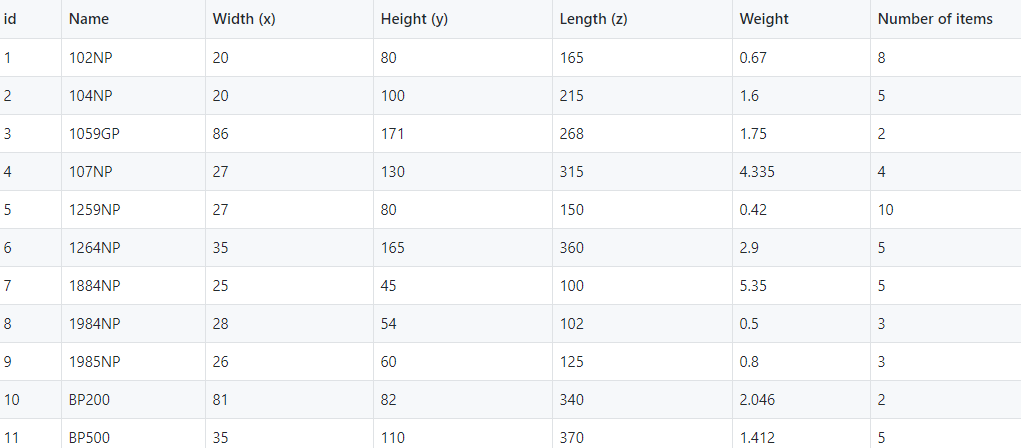 id Name Width (x) Height (y) Length (z) Weight Number of items
1 102NP 20 80 165 0.67 8
2 104NP 20 100 215 1.6 5
3 1059GP 86 171 268 1.75 2
4 107NP 27 130 315 4.335 4
5 1259NP 27 80 150 0.42 10
6 1264NP 35 165 360 2.9 5
7 1884NP 25 45 100 5.35 5
8 1984NP 28 54 102 0.5 3
9 1985NP 26 60 125 0.8 3
10 BP200 81 82 340 2.046 2
11 BP500 35 110 370 1.412 5